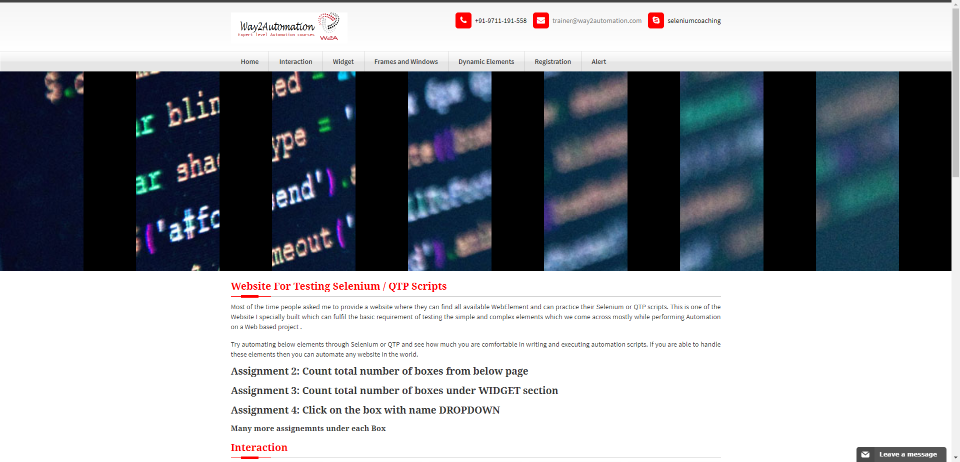 Way2Automation
Expert level Automation courses
W2A
+91-9711-191-558
trainer@way2automation.com
seleniumcoaching
Home
Interaction
Widget
Frames and Windows
Dynamic Elements
Registration
Alert
ar blin
ar shad
('a#fc
ype = '
end').
meout('
Website For Testing Selenium / QTP Scripts
Most of the time people asked me to provide a website where they can find all available WebElement and can practice their Selenium or QTP scripts. This is one of the
Website I specially built which can fulfil the basic requirement of testing the simple and complex elements which we come across mostly while performing Automation
on a Web based project .
Try automating below elements through Selenium or QTP and see how much you are comfortable in writing and executing automation scripts. If you are able to handle
these elements then you can automate any website in the world.
Assignment 2: Count total number of boxes from below page
Assignment 3: Count total number of boxes under WIDGET section
Assignment 4: Click on the box with name DROPDOWN
Many more assignemnts under each Box
Interaction
Leave a message